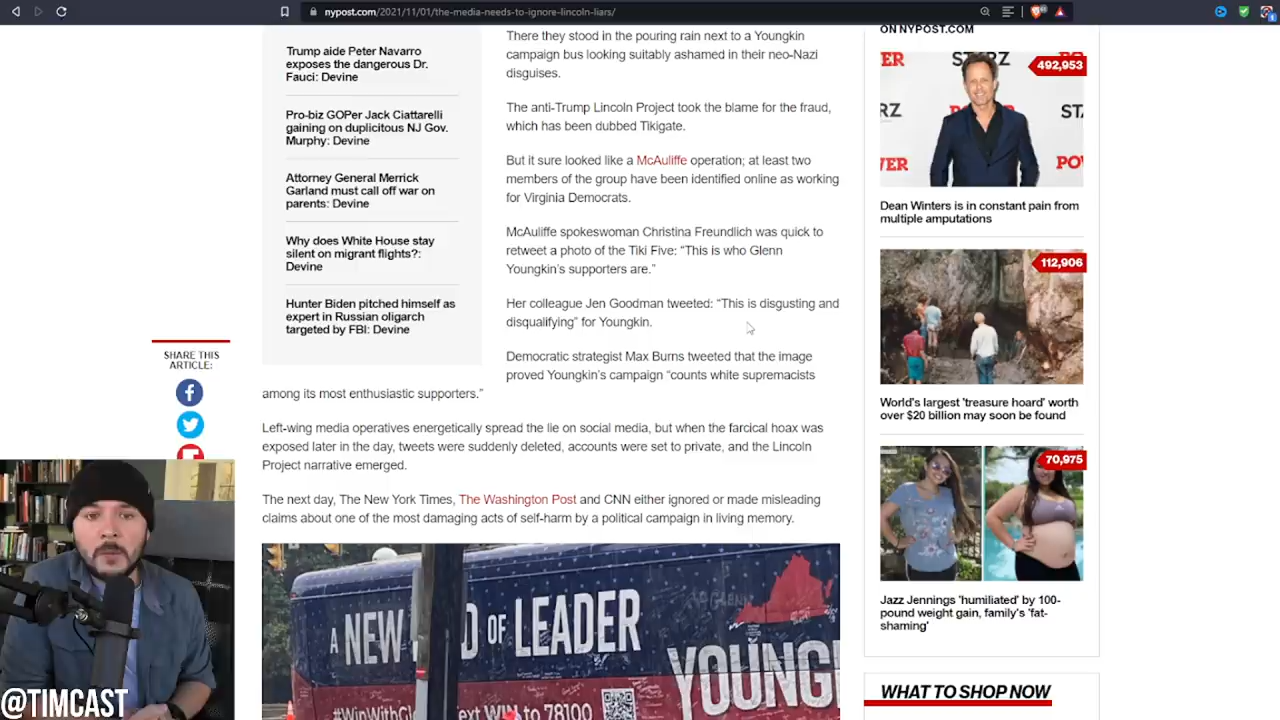 nypost.com/2021/11/01/the-media-needs-to-ignore-lincoln-liars/
Trump aide Peter Navarro
exposes the dangerous Dr.
Fauci: Devine
Pro-biz GOPer Jack Ciattarelli
gaining on duplicitous NJ Gov.
Murphy: Devine
Attorney General Merrick
Garland must call off war on
parents: Devine
Why does White House stay
silent on migrant flights?:
Devine
Hunter Biden pitched himself as
expert in Russian oligarch
targeted by FBI: Devine
SHARE THIS
ARTICLE:
There they stood in the pouring rain next to a Youngkin
campaign bus looking suitably ashamed in their neo-Nazi
disguises.
The anti-Trump Lincoln Project took the blame for the fraud,
which has been dubbed Tikigate.
But it sure looked like a McAuliffe operation; at least two
members of the group have been identified online as working
for Virginia Democrats.
McAuliffe spokeswoman Christina Freundlich was quick to
retweet a photo of the Tiki Five: “This is who Glenn
Youngkin’s supporters are.”
Her colleague Jen Goodman tweeted: “This is disgusting and
disqualifying” for Youngkin.
Democratic strategist Max Burns tweeted that the image
proved Youngkin’s campaign “counts white supremacists
among its most enthusiastic supporters.”
Left-wing media operatives energetically spread the lie on social media, but when the farcical hoax was
exposed later in the day, tweets were suddenly deleted, accounts were set to private, and the Lincoln
Project narrative emerged.
The next day, The New York Times, The Washington Post and CNN either ignored or made misleading
claims about one of the most damaging acts of self-harm by a political campaign in living memory.
A NEW D OF LEADER
YOUNGK
#WinWithGle ext WIN to 78100
ON NYPOST.COM
ER STARZ PO
492,953
ARZ STA
WER POW
Dean Winters is in constant pain from
multiple amputations
112,906
World's largest 'treasure hoard' worth
over $20 billion may soon be found
70,975
Jazz Jennings 'humiliated' by 100-
pound weight gain, family's 'fat-
shaming'
WHAT TO SHOP NOW
@TIMCAST